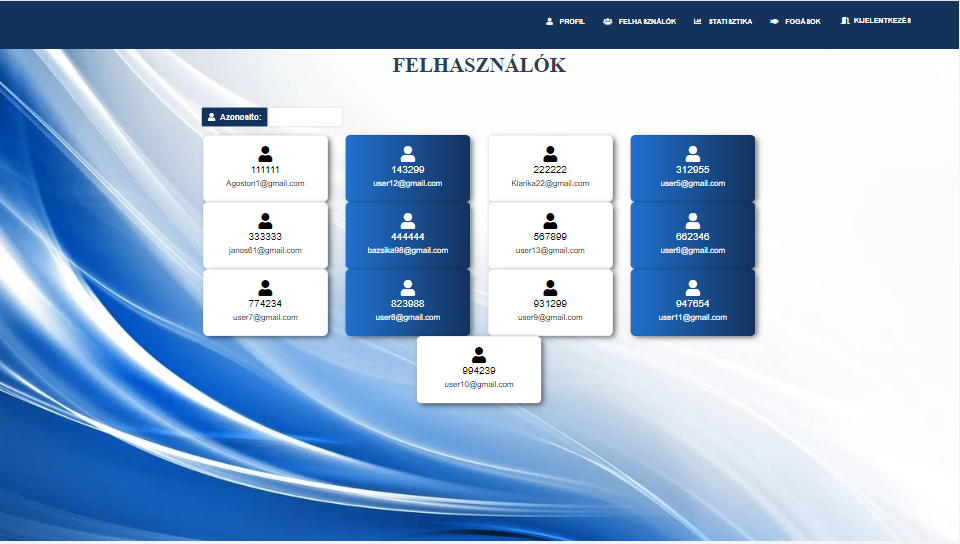 PROFIL FELHASZNÁLÓK STATISZTIKA FOGÁSOK KIJELENTKEZÉS
FELHASZNÁLÓK
Azonosító:
111111
Agoston1@gmail.com
143299
user12@gmail.com
222222
Klarika22@gmail.com
312955
user5@gmail.com
333333
janos61@gmail.com
444444
bazsika98@gmail.com
567899
user13@gmail.com
662346
user6@gmail.com
774234
user7@gmail.com
823988
user8@gmail.com
931299
user9@gmail.com
947654
user11@gmail.com
994239
user10@gmail.com